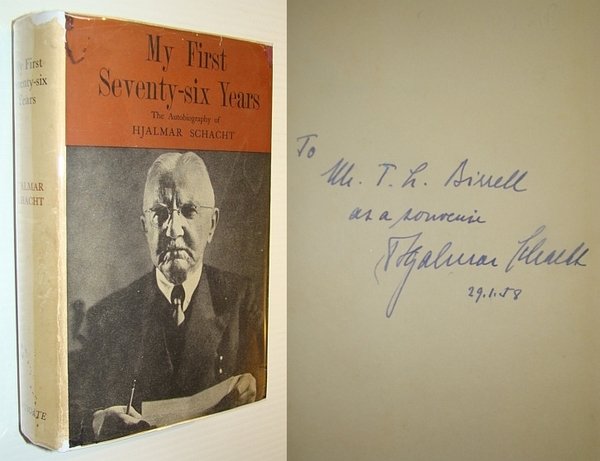 My First
Seventy-six
Years
HJALMAR
SCHACHT
My First
Seventy-six Years
The Autobiography of
HJALMAR SCHACHT
To
Mr. T. L. Birrell
as a souvenir
Hjalmar Schacht
29.1.58